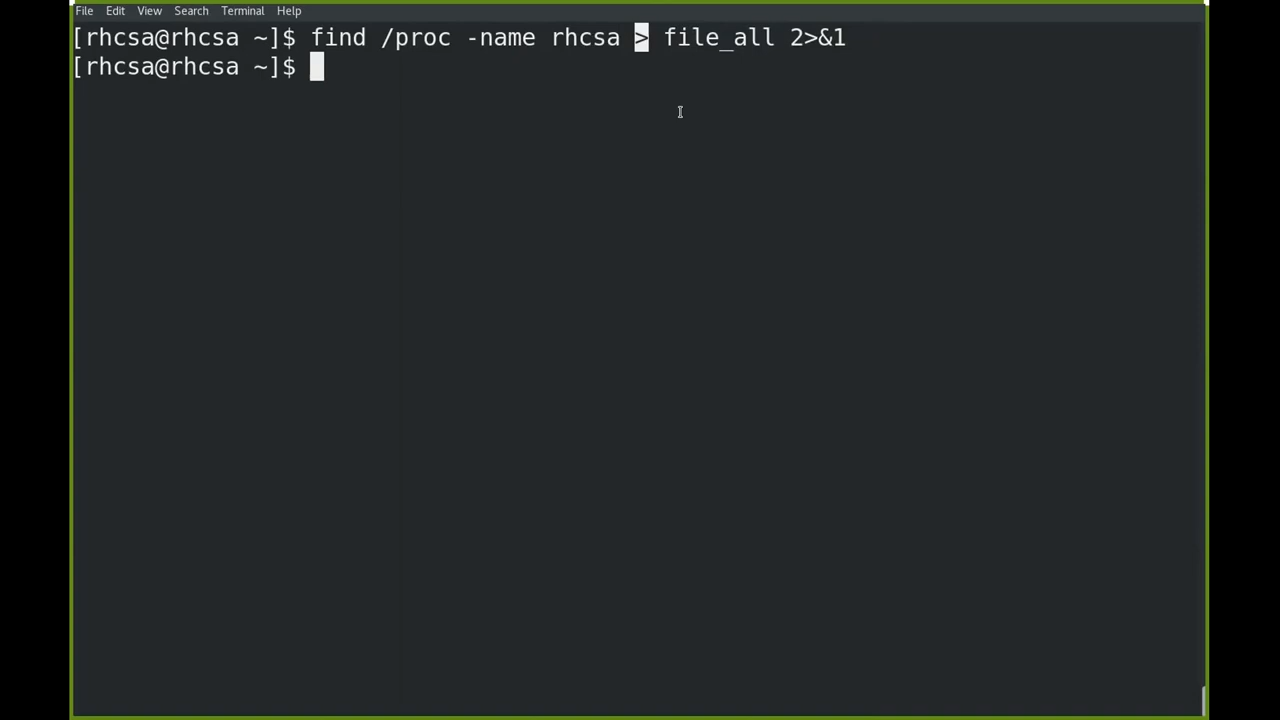 File Edit View Search Terminal Help
[rhcsa@rhcsa ~]$ find /proc -name rhcsa > file_all 2>&1
[rhcsa@rhcsa ~]$